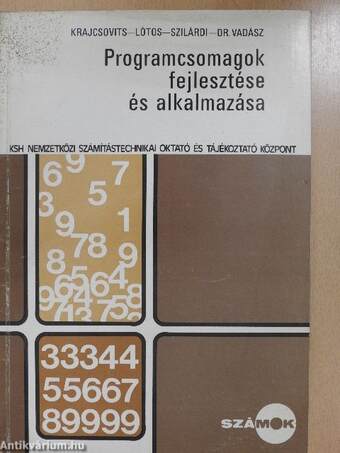 KRAJCSOVITS—LŐTOS—SZILÁRDI—DR. VADÁSZ
Programcsomagok
fejlesztése
és alkalmazása
KSH NEMZETKÖZI SZÁMÍTÁSTECHNIKAI OKTATÓ ÉS TÁJÉKOZTATÓ KÖZPONT
33344
55667
89999
SZÁMOK
Antikvárium.hu